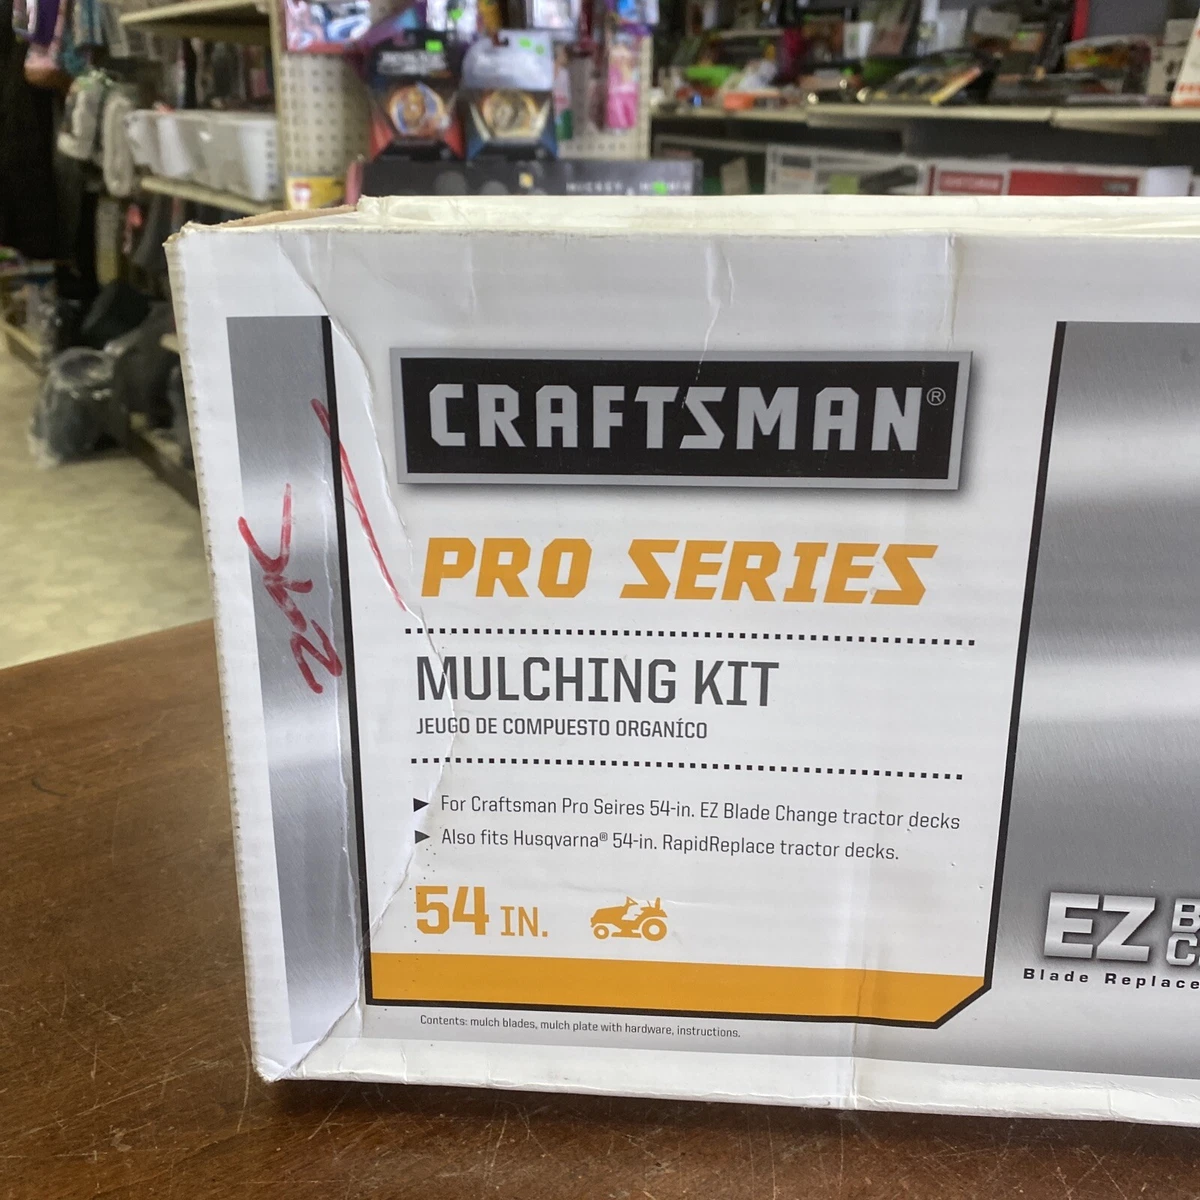 CRAFTSMAN®
PRO SERIES
MULCHING KIT
JEUGO DE COMPUESTO ORGANÍCO
► For Craftsman Pro Seires 54-in. EZ Blade Change tractor decks
► Also fits Husqvarna® 54-in. RapidReplace tractor decks.
54 IN.
Contents: mulch blades, mulch plate with hardware, instructions.
EZ
Blade Replace